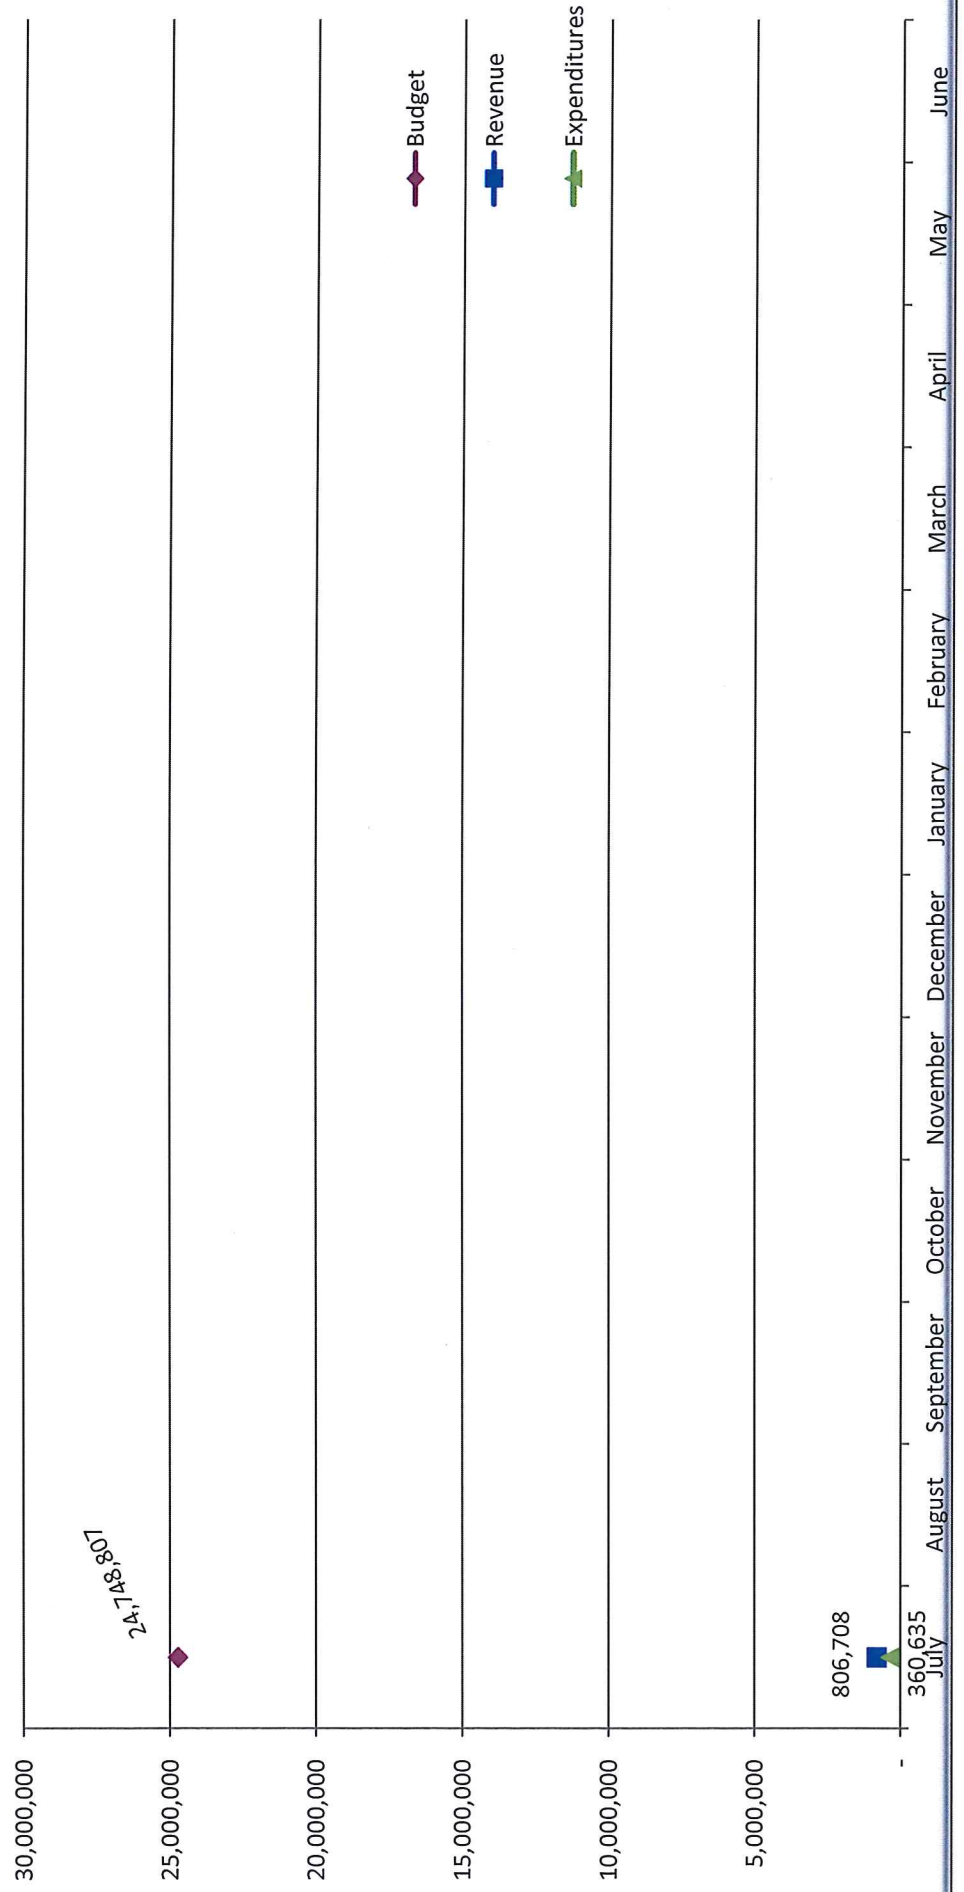 30,000,000
24,748,807
25,000,000
20,000,000
Budget
15,000,000
Revenue
Expenditures
10,000,000
5,000,000
806,708
-
360,635
July August September October November December January February March April May June